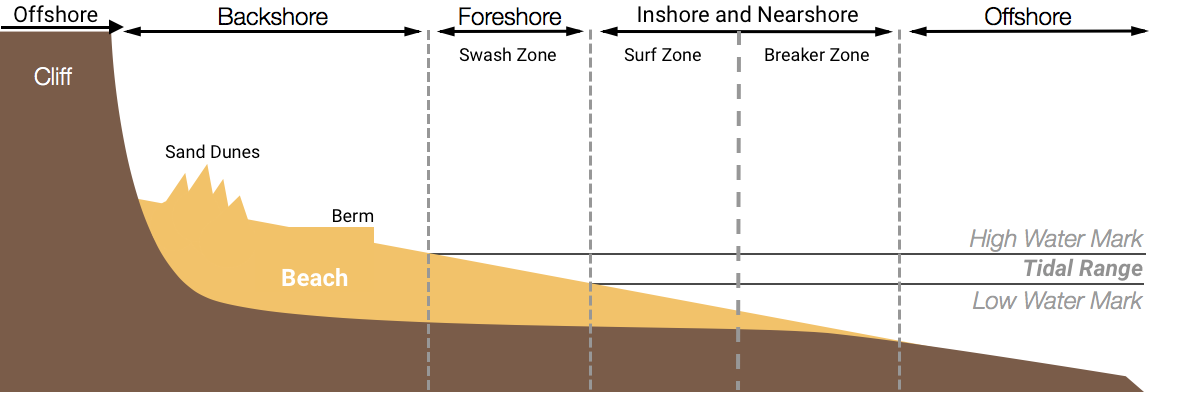 Offshore
Backshore
Foreshore
Inshore and Nearshore
Offshore
Swash Zone
Surf Zone
Breaker Zone
Cliff
Sand Dunes
Berm
Beach
High Water Mark
Tidal Range
Low Water Mark